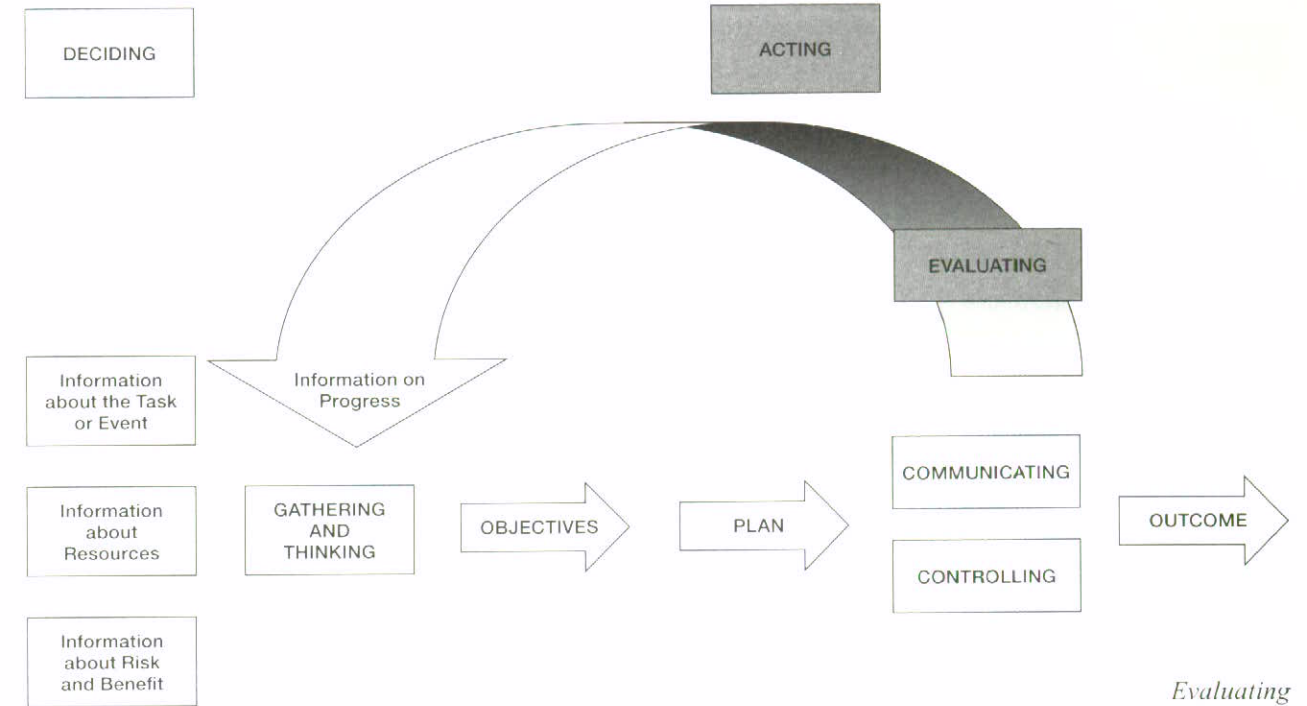 DECIDING
ACTING
EVALUATING
Information
about the Task
or Event
Information on
Progress
Information
about
Resources
GATHERING
AND
THINKING
OBJECTIVES
PLAN
COMMUNICATING
CONTROLLING
OUTCOME
Information
about Risk
and Benefit
Evaluating